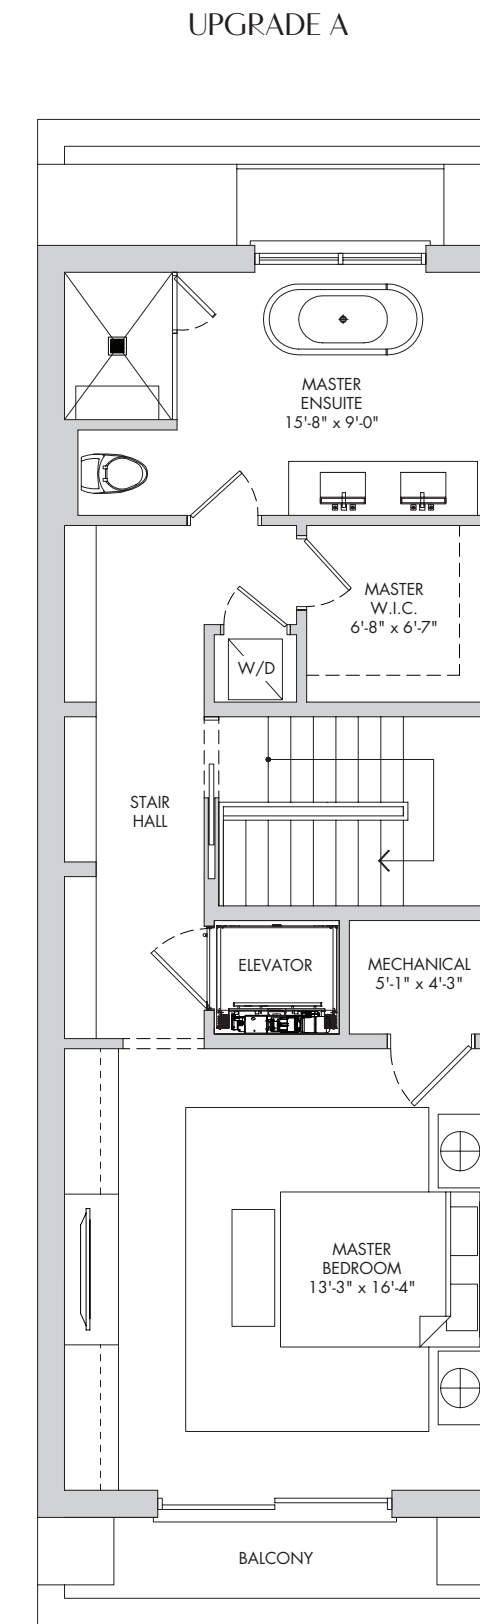 UPGRADE A
MASTER
ENSUITE
15'-8" x 9'-0"
MASTER
W.I.C.
6'-8" x 6'-7"
W/D
STAIR
HALL
ELEVATOR
MECHANICAL
5'-1" x 4'-3"
MASTER
BEDROOM
13'-3" x 16'-4"
BALCONY